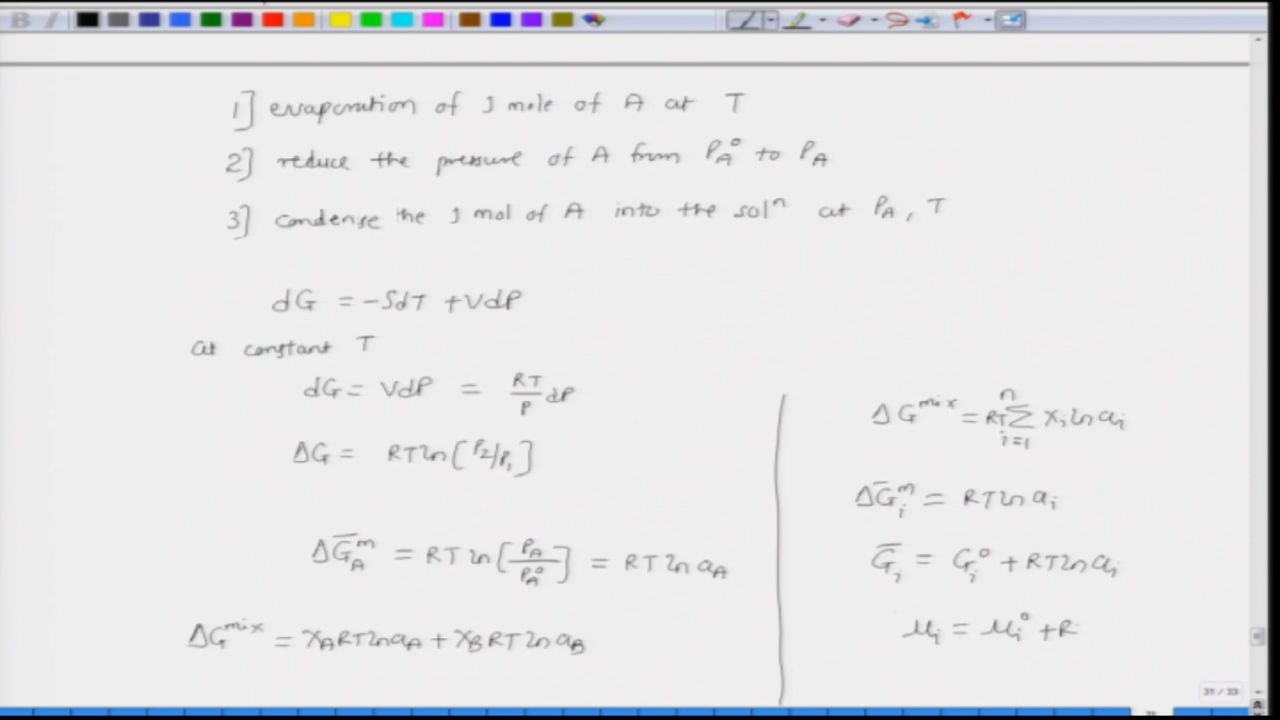 B I
1] evaporation of 1 mole of A at T
2] reduce the pressure of A from P_A^o to P_A
3] condense the 1 mol of A into the sol^n at P_A, T
dG = -SdT + VdP
at constant T
dG = VdP = RT/P dP
ΔG = RT ln [P2/P1]
ΔḠ_A^m = RT ln [P_A/P_A^o] = RT ln a_A
ΔG^mix = x_A RT ln a_A + x_B RT ln a_B
ΔG^mix = RT Σ_{i=1}^{n} x_i ln a_i
ΔḠ_i^m = RT ln a_i
Ḡ_i = G_i^o + RT ln a_i
μ_i = μ_i^o + R
31 / 33